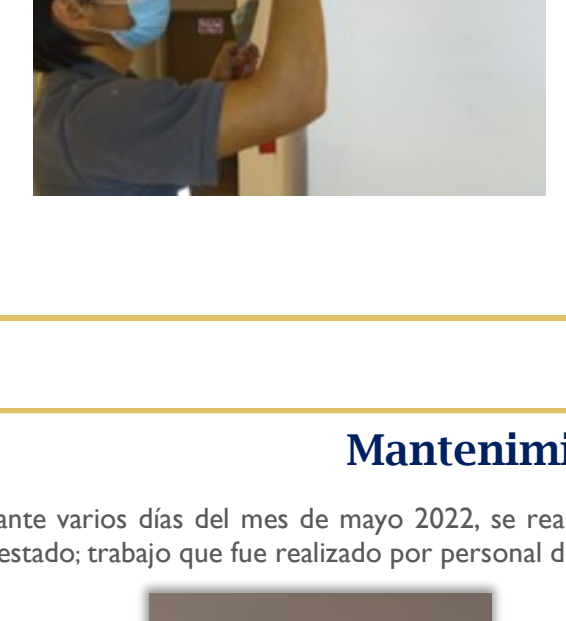 Mantenimi
ante varios días del mes de mayo 2022, se rea
estado; trabajo que fue realizado por personal d